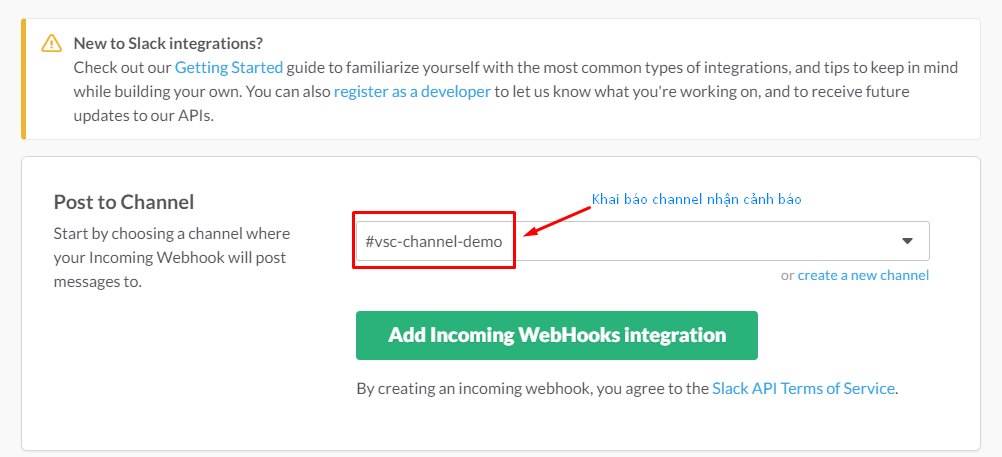 New to Slack integrations?
Check out our Getting Started guide to familiarize yourself with the most common types of integrations, and tips to keep in mind
while building your own. You can also register as a developer to let us know what you're working on, and to receive future
updates to our APIs.
Post to Channel
Start by choosing a channel where
your Incoming Webhook will post
messages to.
Khai báo channel nhận cảnh báo
#vsc-channel-demo
or create a new channel
Add Incoming WebHooks integration
By creating an incoming webhook, you agree to the Slack API Terms of Service.